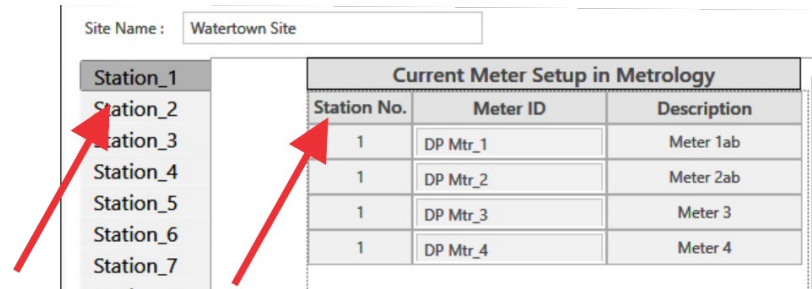 Site Name : Watertown Site
Station_1
Station_2
Station_3
Station_4
Station_5
Station_6
Station_7
Current Meter Setup in Metrology
Station No. Meter ID Description
1 DP Mtr_1 Meter 1ab
1 DP Mtr_2 Meter 2ab
1 DP Mtr_3 Meter 3
1 DP Mtr_4 Meter 4